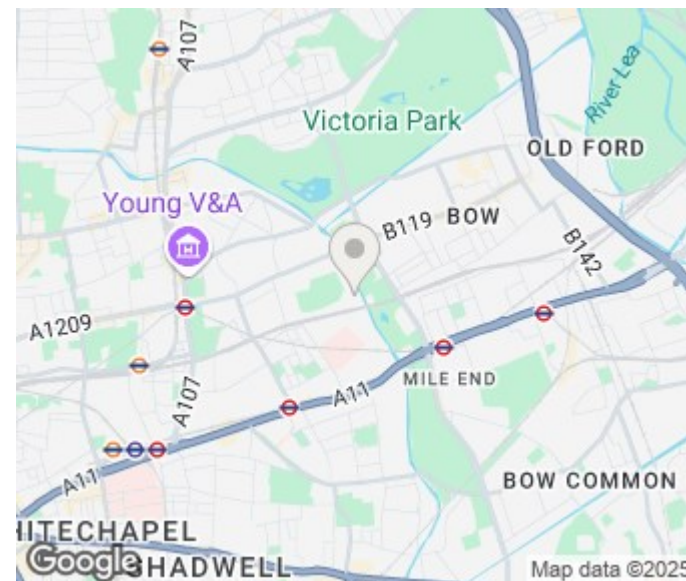 A107
River Lea
Victoria Park
OLD FORD
Young V&A
B119
BOW
B142
A1209
A107
MILE END
A11
A11
BOW COMMON
HITECHAPEL
SHADWELL
Google
Map data ©2025